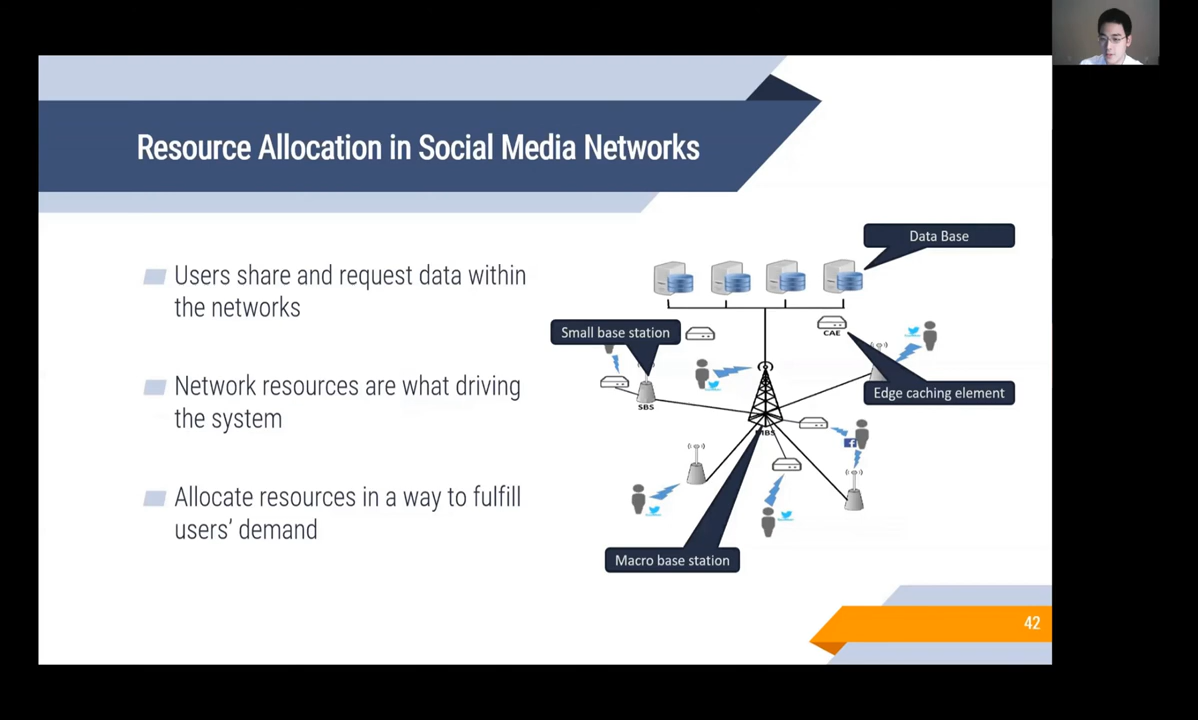 Resource Allocation in Social Media Networks
Users share and request data within
the networks
Network resources are what driving
the system
Allocate resources in a way to fulfill
users' demand
Data Base
Small base station
CAE
Edge caching element
SBS
MBS
Macro base station
42